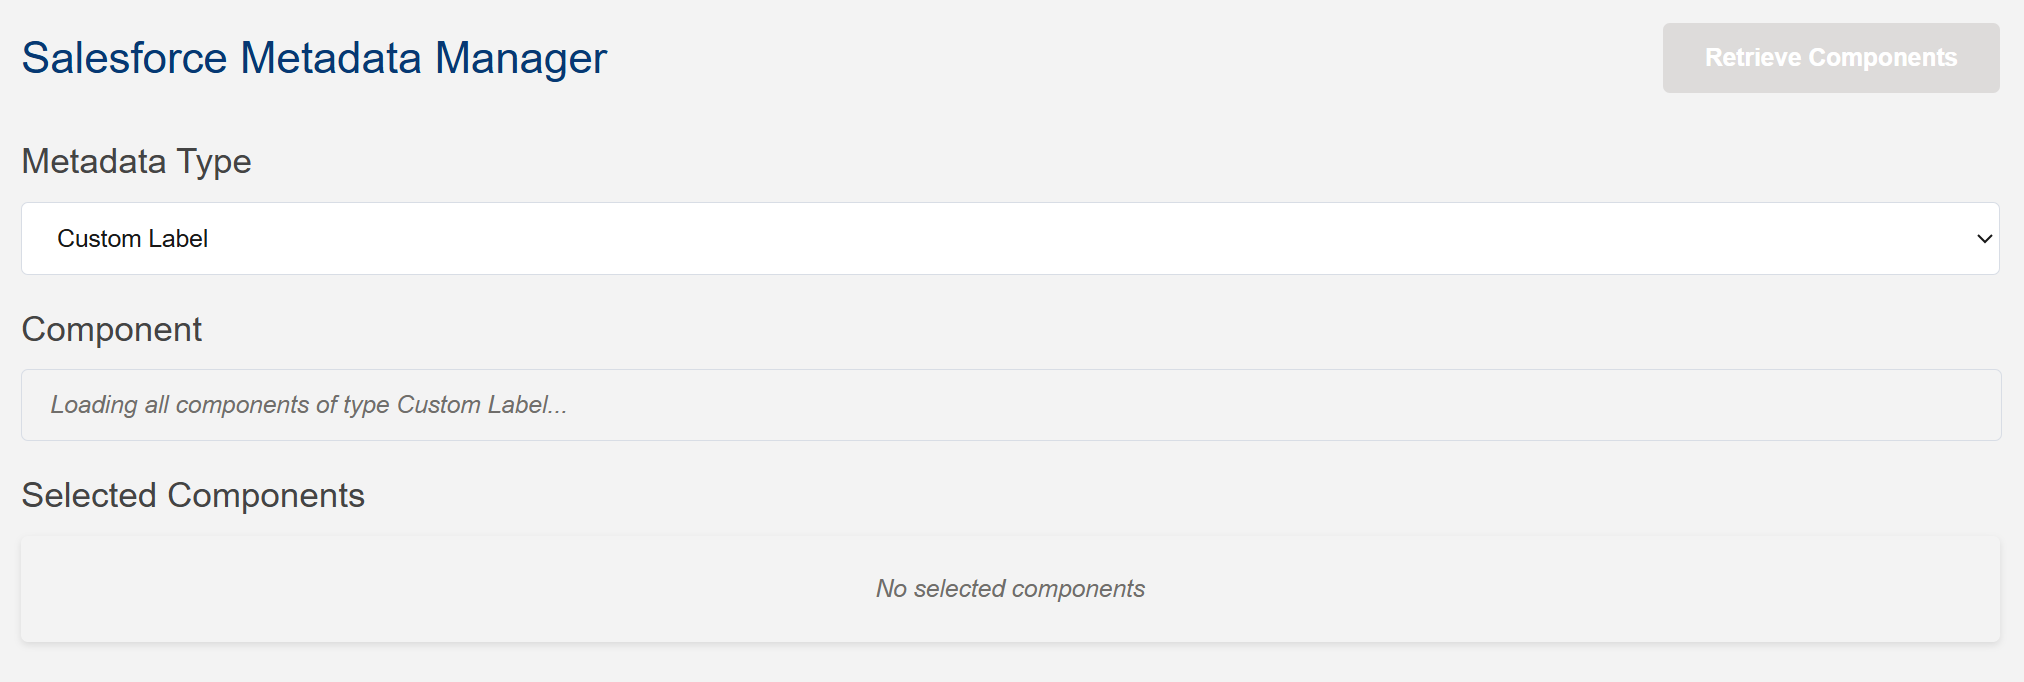 Salesforce Metadata Manager
Retrieve Components
Metadata Type
Custom Label
Component
Loading all components of type Custom Label...
Selected Components
No selected components